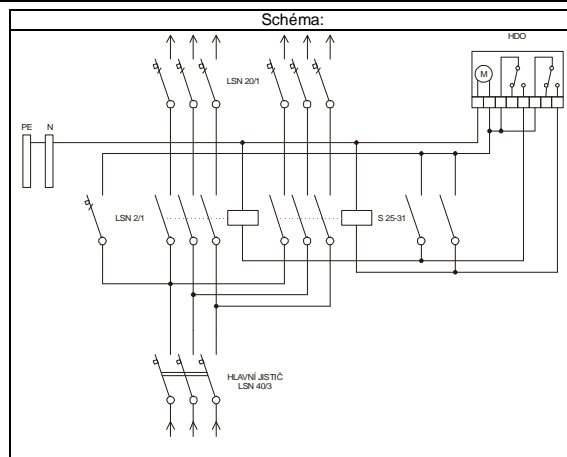 Schéma:
HDO
LSN 20/1
M
PE N
LSN 2/1
S 25-31
HLAVNÍ JISTIČ
LSN 40/3